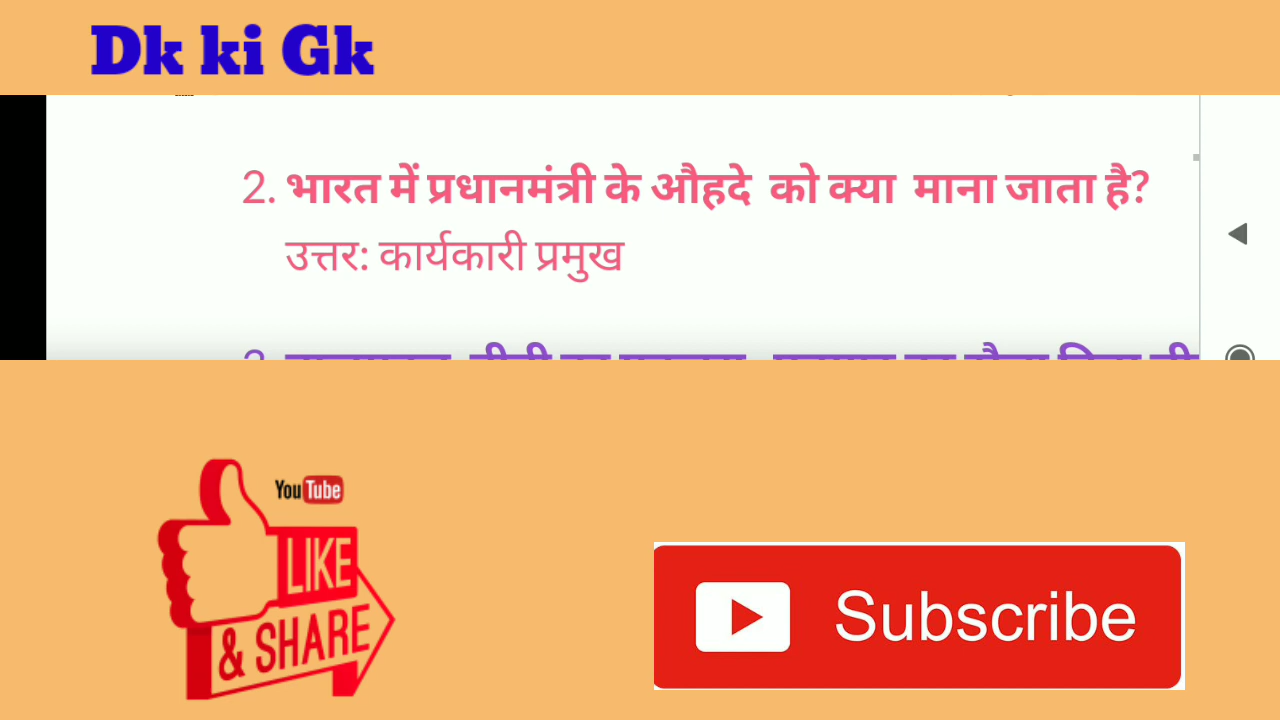 Dk ki Gk
2. भारत में प्रधानमंत्री के औहदे को क्या माना जाता है?
उत्तर: कार्यकारी प्रमुख
YouTube
LIKE
& SHARE
Subscribe